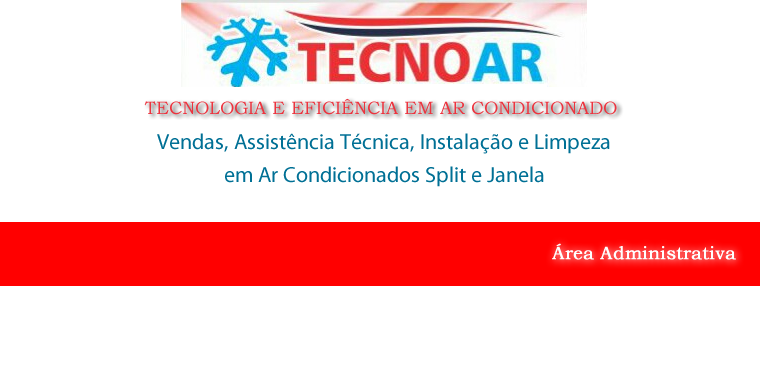 TECNOAR
TECNOLOGIA E EFICIÊNCIA EM AR CONDICIONADO
Vendas, Assistência Técnica, Instalação e Limpeza
em Ar Condicionados Split e Janela
Área Administrativa